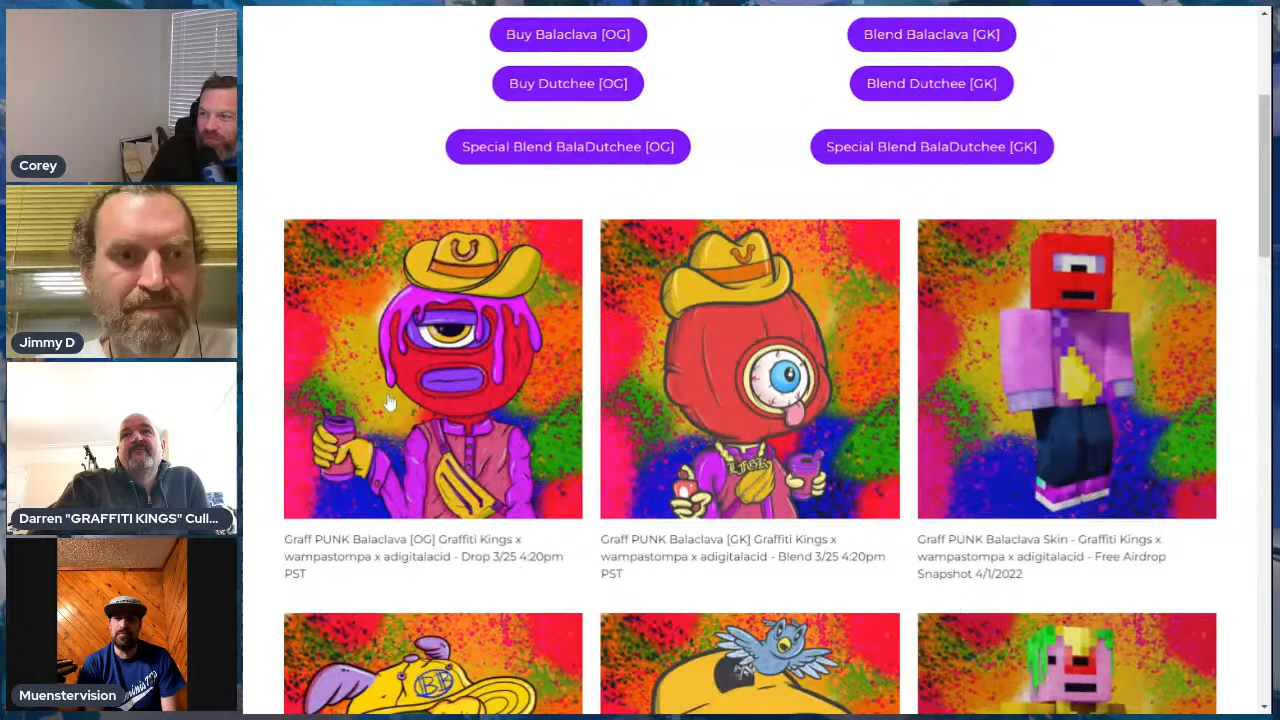 Buy Balaclava [OG]
Blend Balaclava [GK]
Buy Dutchee [OG]
Blend Dutchee [GK]
Special Blend BalaDutchee [OG]
Special Blend BalaDutchee [GK]
Corey
Jimmy D
Darren "GRAFFITI KINGS" Cull...
Muenstervision
Graff PUNK Balaclava [OG] Graffiti Kings x
wampastompa x adigitalacid - Drop 3/25 4:20pm
PST
Graff PUNK Balaclava [GK] Graffiti Kings x
wampastompa x adigitalacid - Blend 3/25 4:20pm
PST
Graff PUNK Balaclava Skin - Graffiti Kings x
wampastompa x adigitalacid - Free Airdrop
Snapshot 4/1/2022